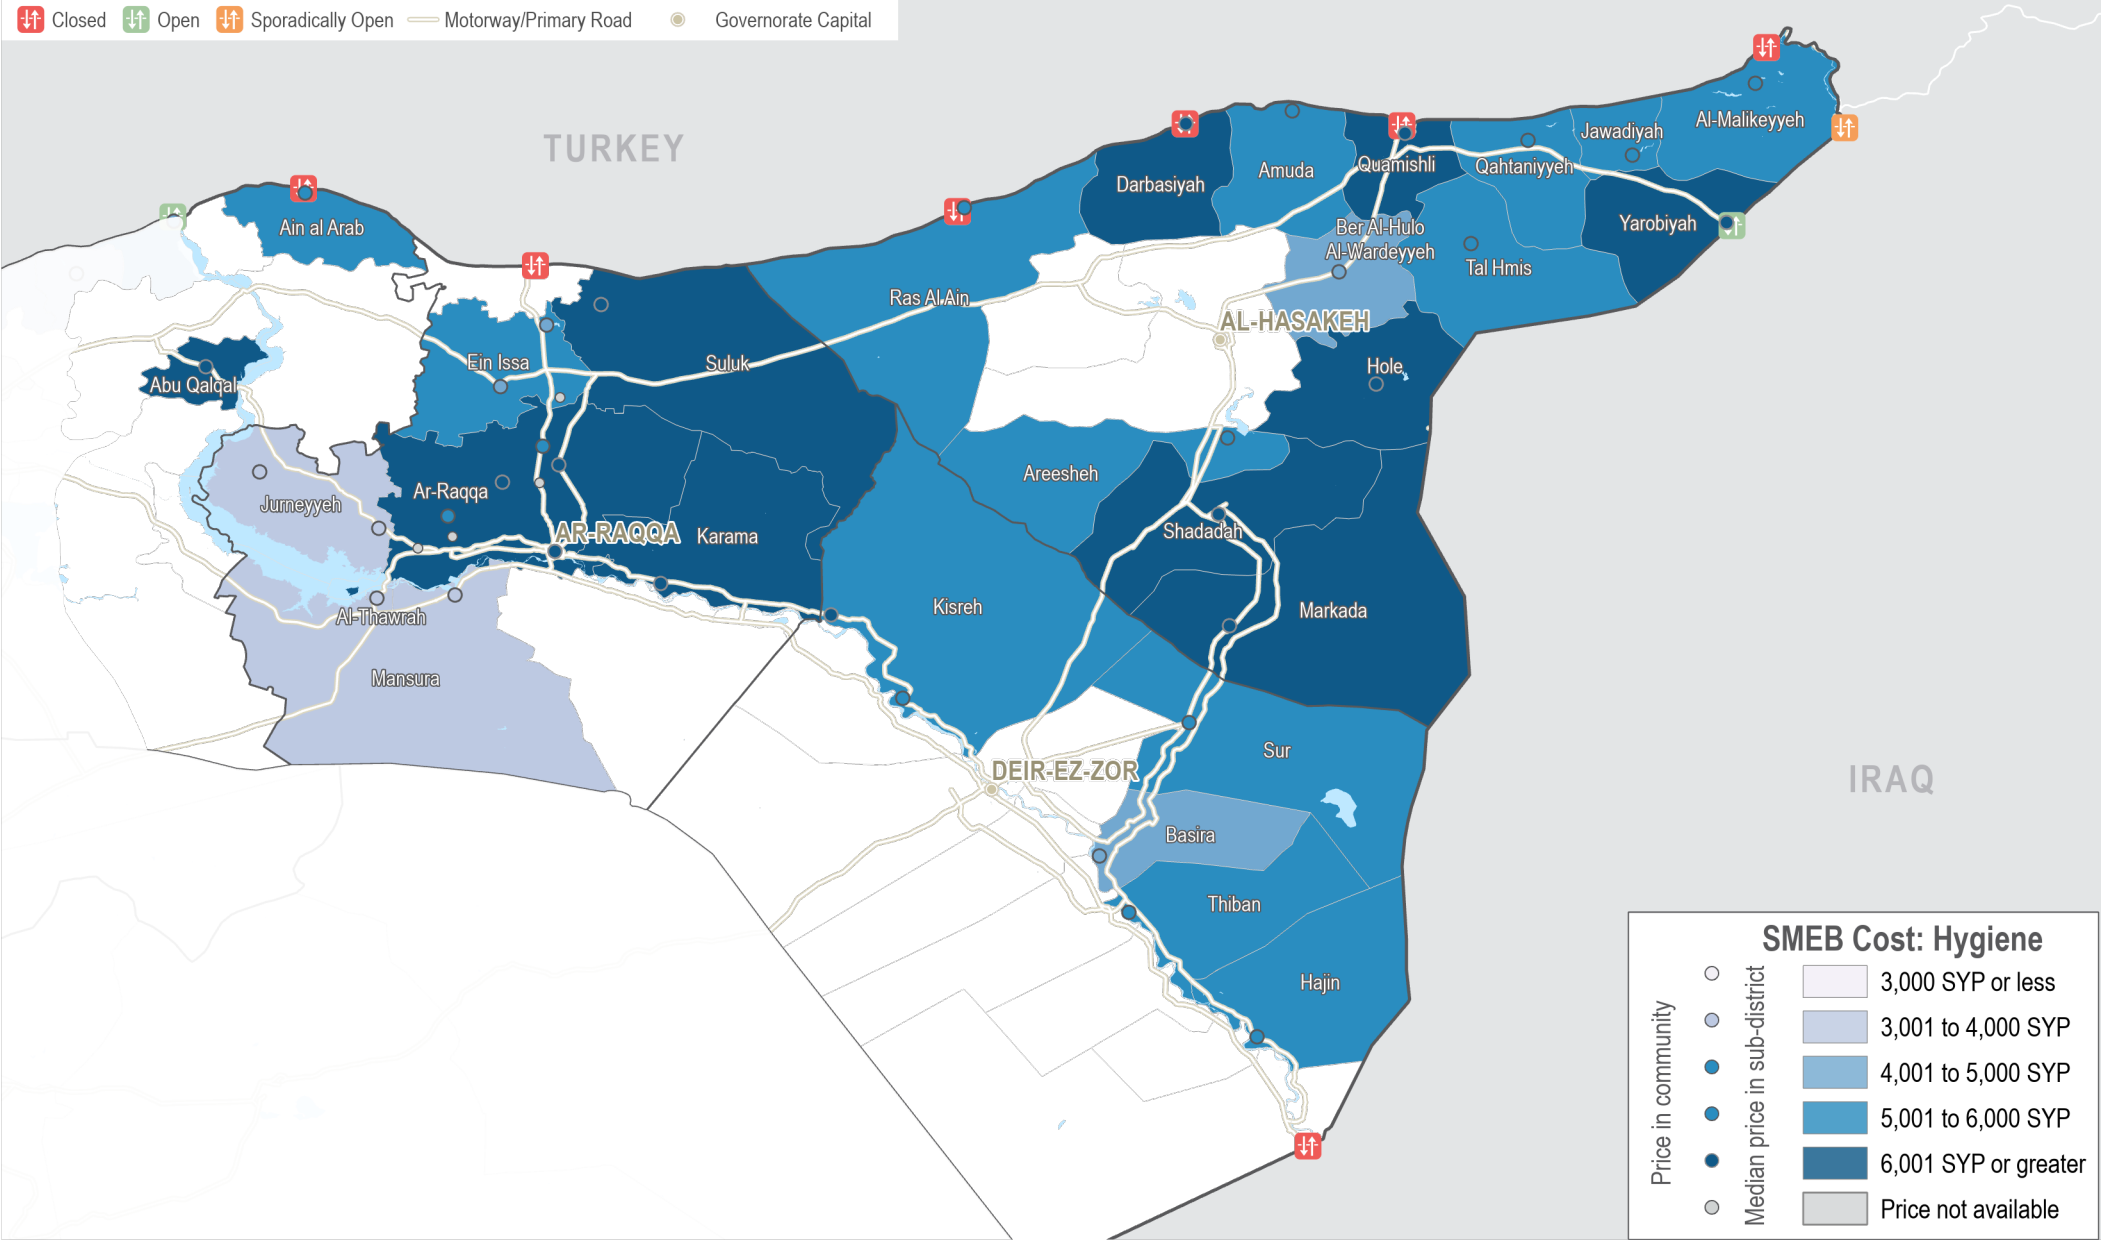 Closed Open Sporadically Open Motorway/Primary Road Governorate Capital
TURKEY
Al-Malikeyyeh
Jawadiyah
Qahtaniyyeh
Quamishli
Amuda
Darbasiyah
Ain al Arab
Yarobiyah
Ber Al-Hulo
Al-Wardeyyeh
Tal Hmis
Ras Al Ain
AL-HASAKEH
Ein Issa
Suluk
Hole
Abu Qalqal
Areesheh
Ar-Raqqa
Jurneyyeh
AR-RAQQA
Karama
Shadadah
Kisreh
Markada
Al-Thawrah
Mansura
Sur
DEIR-EZ-ZOR
IRAQ
Basira
Thiban
Hajin
SMEB Cost: Hygiene
Price in community
Median price in sub-district
3,000 SYP or less
3,001 to 4,000 SYP
4,001 to 5,000 SYP
5,001 to 6,000 SYP
6,001 SYP or greater
Price not available